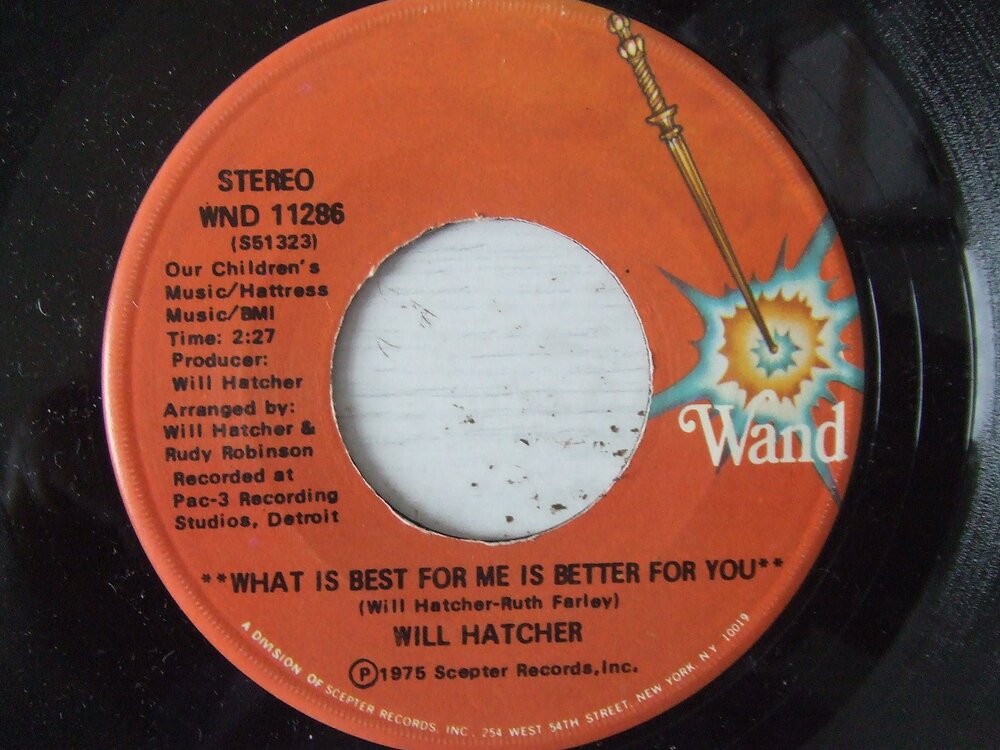 STEREO
WND 11286
(S51323)
Our Children's
Music/Hattress
Music/BMI
Time: 2:27
Producer:
Will Hatcher
Arranged by:
Will Hatcher &
Rudy Robinson
Recorded at
Pac-3 Recording
Studios, Detroit
Wand
**WHAT IS BEST FOR ME IS BETTER FOR YOU**
(Will Hatcher-Ruth Farley)
WILL HATCHER
Ⓟ1975 Scepter Records,Inc.
A DIVISION OF SCEPTER RECORDS, INC., 254 WEST 54TH STREET, NEW YORK, N.Y. 10019